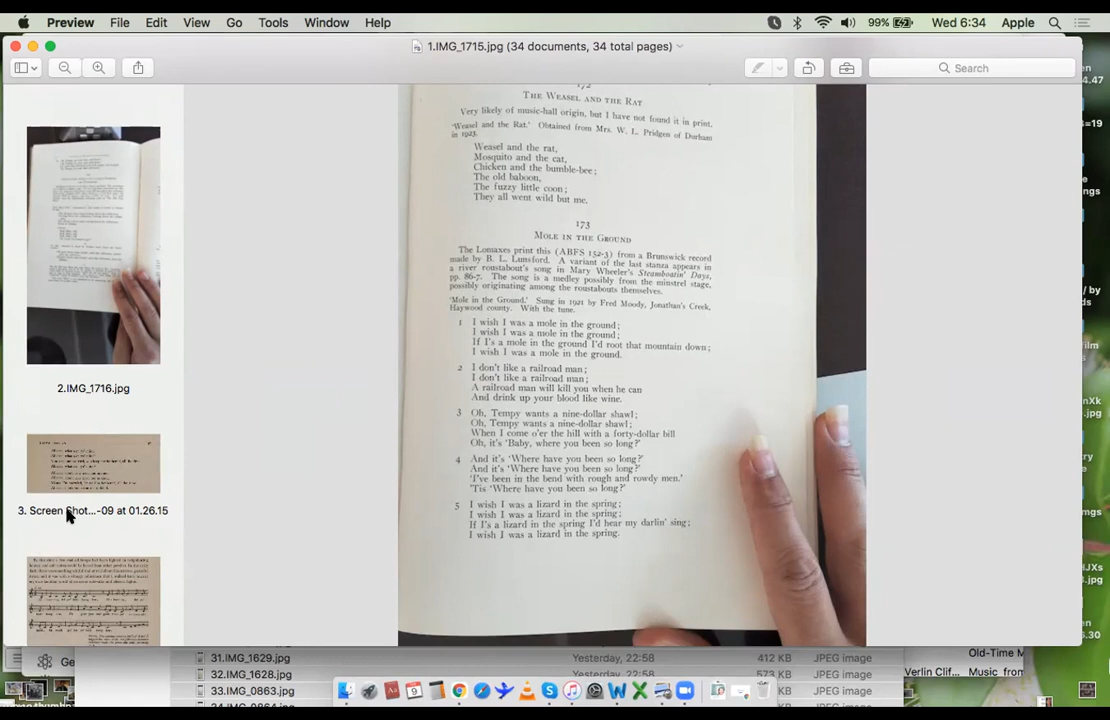 Preview File Edit View Go Tools Window Help 99% Wed 6:34 Apple
1.IMG_1715.jpg (34 documents, 34 total pages)
Search
2.IMG_1716.jpg
3. Screen Shot...-09 at 01.26.15
172
THE WEASEL AND THE RAT
Very likely of music-hall origin, but I have not found it in print.
'Weasel and the Rat.' Obtained from Mrs. W. L. Pridgen of Durham
in 1923.
Weasel and the rat,
Mosquito and the cat,
Chicken and the bumble-bee;
The old baboon,
The fuzzy little coon;
They all went wild but me.
173
MOLE IN THE GROUND
The Lomaxes print this (ABFS 152-3) from a Brunswick record
made by B. L. Lunsford. A variant of the last stanza appears in
a river roustabout's song in Mary Wheeler's Steamboatin' Days,
pp. 86-7. The song is a medley possibly from the minstrel stage,
possibly originating among the roustabouts themselves.
'Mole in the Ground.' Sung in 1921 by Fred Moody, Jonathan's Creek,
Haywood county. With the tune.
1 I wish I was a mole in the ground;
I wish I was a mole in the ground;
If I's a mole in the ground I'd root that mountain down;
I wish I was a mole in the ground.
2 I don't like a railroad man;
I don't like a railroad man;
A railroad man will kill you when he can
And drink up your blood like wine.
3 Oh, Tempy wants a nine-dollar shawl;
Oh, Tempy wants a nine-dollar shawl;
When I come o'er the hill with a forty-dollar bill
Oh, it's 'Baby, where you been so long?'
4 And it's 'Where have you been so long?'
And it's 'Where have you been so long?'
'I've been in the bend with rough and rowdy men.'
'Tis 'Where have you been so long?'
5 I wish I was a lizard in the spring;
I wish I was a lizard in the spring;
If I's a lizard in the spring I'd hear my darlin' sing;
I wish I was a lizard in the spring.
31.IMG_1629.jpg Yesterday, 22:58 412 KB JPEG image
32.IMG_1628.jpg Yesterday, 22:58 573 KB JPEG image
33.IMG_0863.jpg
Old-Time M
Verlin Clif... Music from